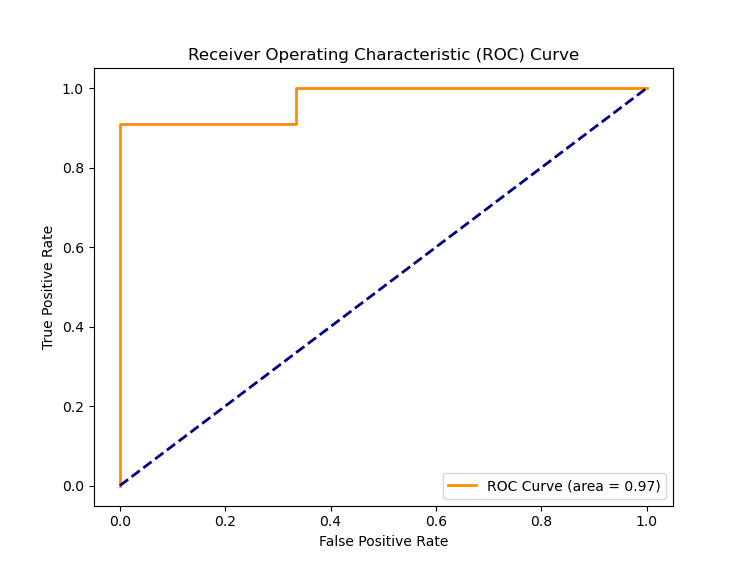 Receiver Operating Characteristic (ROC) Curve
1.0
0.8
0.6
0.4
0.2
0.0
True Positive Rate
ROC Curve (area = 0.97)
0.0 0.2 0.4 0.6 0.8 1.0
False Positive Rate